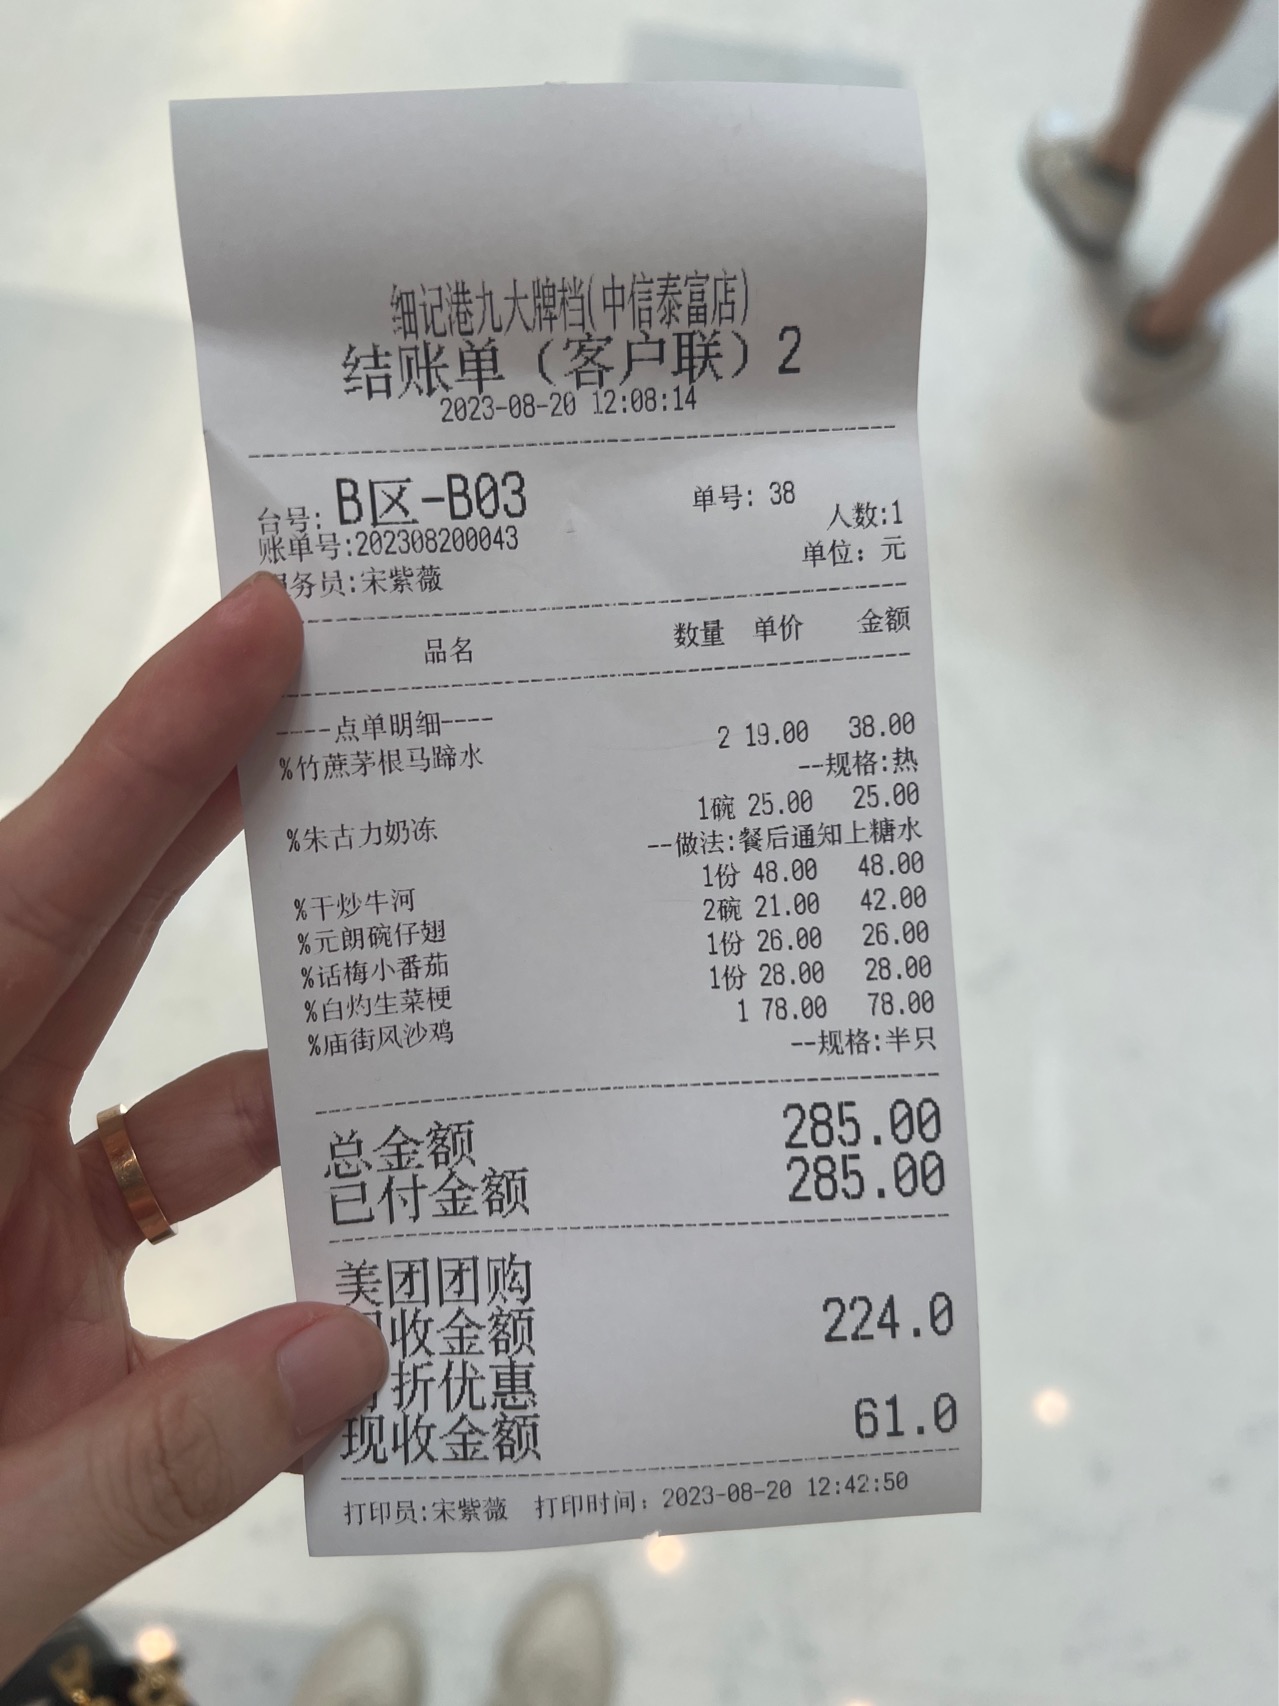 细记港九大牌档(中信泰富店)
结账单（客户联）2
2023-08-20 12:08:14
台号: B区-B03 单号: 38
账单号:202308200043 人数:1
务员:宋紫薇 单位: 元
品名 数量 单价 金额
----点单明细----
%竹蔗茅根马蹄水 2 19.00 38.00
--规格:热
%朱古力奶冻 1碗 25.00 25.00
--做法:餐后通知上糖水
%干炒牛河 1份 48.00 48.00
%元朗碗仔翅 2碗 21.00 42.00
%话梅小番茄 1份 26.00 26.00
%白灼生菜梗 1份 28.00 28.00
%庙街风沙鸡 1 78.00 78.00
--规格:半只
总金额 285.00
已付金额 285.00
美团团购
收金额 224.0
折优惠
现收金额 61.0
打印员:宋紫薇 打印时间: 2023-08-20 12:42:50